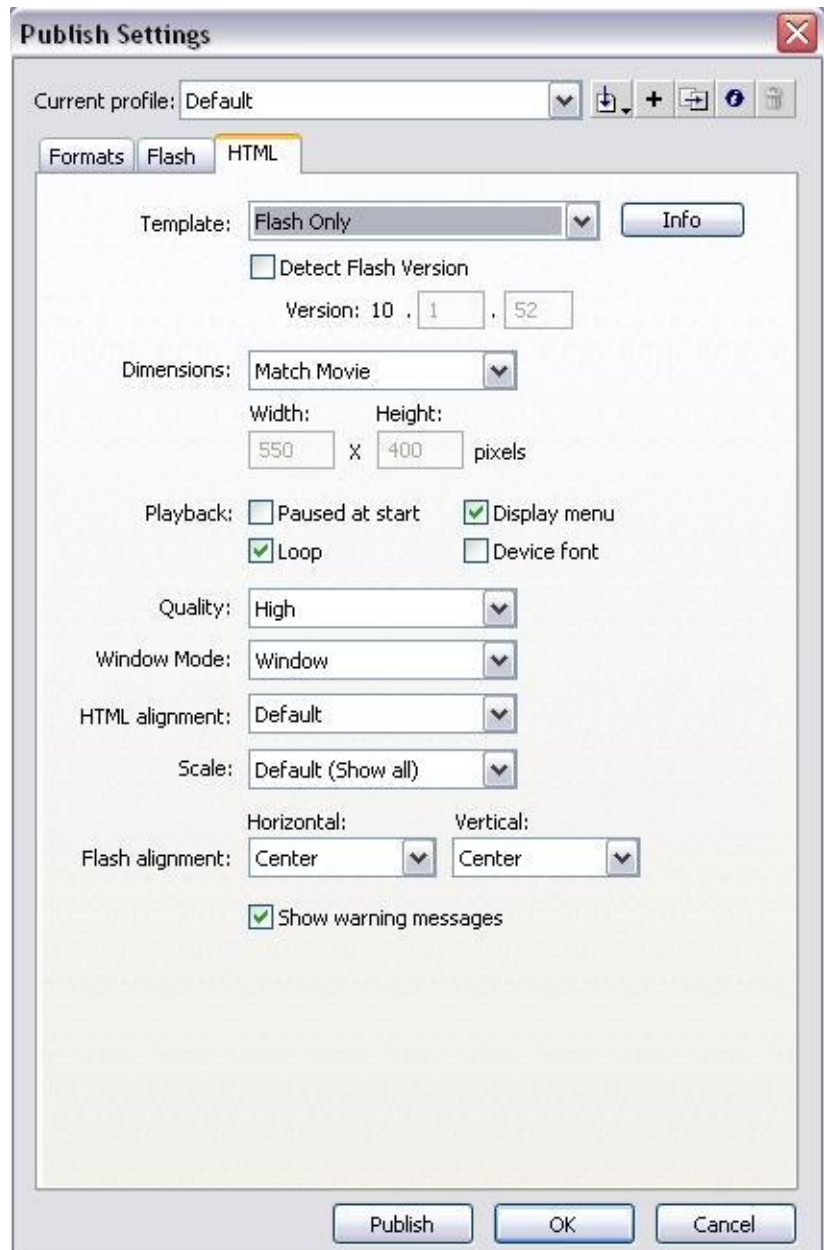 Publish Settings
Current profile: Default
Formats Flash HTML
Template: Flash Only Info
Detect Flash Version
Version: 10 . 1 . 52
Dimensions: Match Movie
Width: Height:
550 X 400 pixels
Playback: Paused at start Display menu
Loop Device font
Quality: High
Window Mode: Window
HTML alignment: Default
Scale: Default (Show all)
Horizontal: Vertical:
Flash alignment: Center Center
Show warning messages
Publish OK Cancel